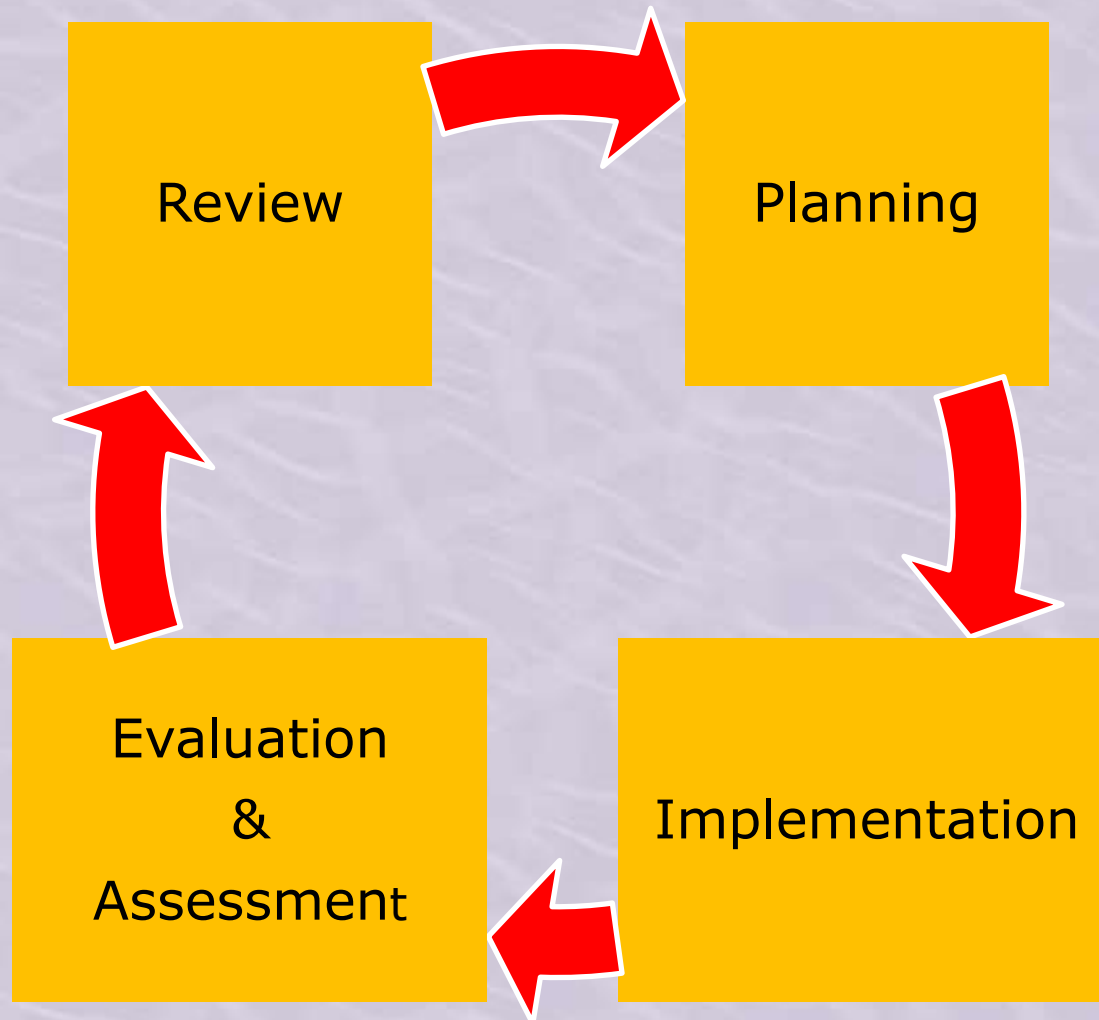 Review
Planning
Evaluation
&
Assessment
Implementation